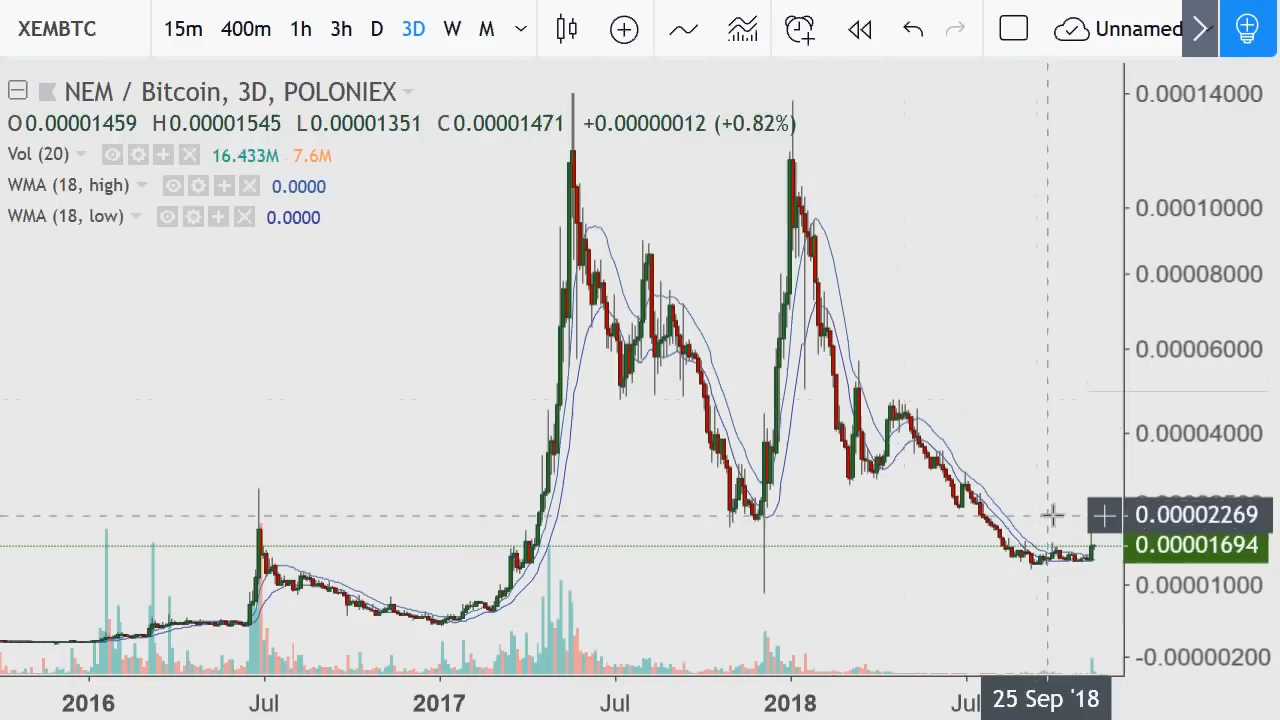 XEMBTC 15m 400m 1h 3h D 3D W M Unnamed
NEM / Bitcoin, 3D, POLONIEX
O0.00001459 H0.00001545 L0.00001351 C0.00001471 +0.00000012 (+0.82%)
Vol (20) 16.433M 7.6M
WMA (18, high) 0.0000
WMA (18, low) 0.0000
0.00014000
0.00010000
0.00008000
0.00006000
0.00004000
0.00002269
0.00001694
0.00001000
-0.00000200
2016 Jul 2017 Jul 2018 Jul 25 Sep '18